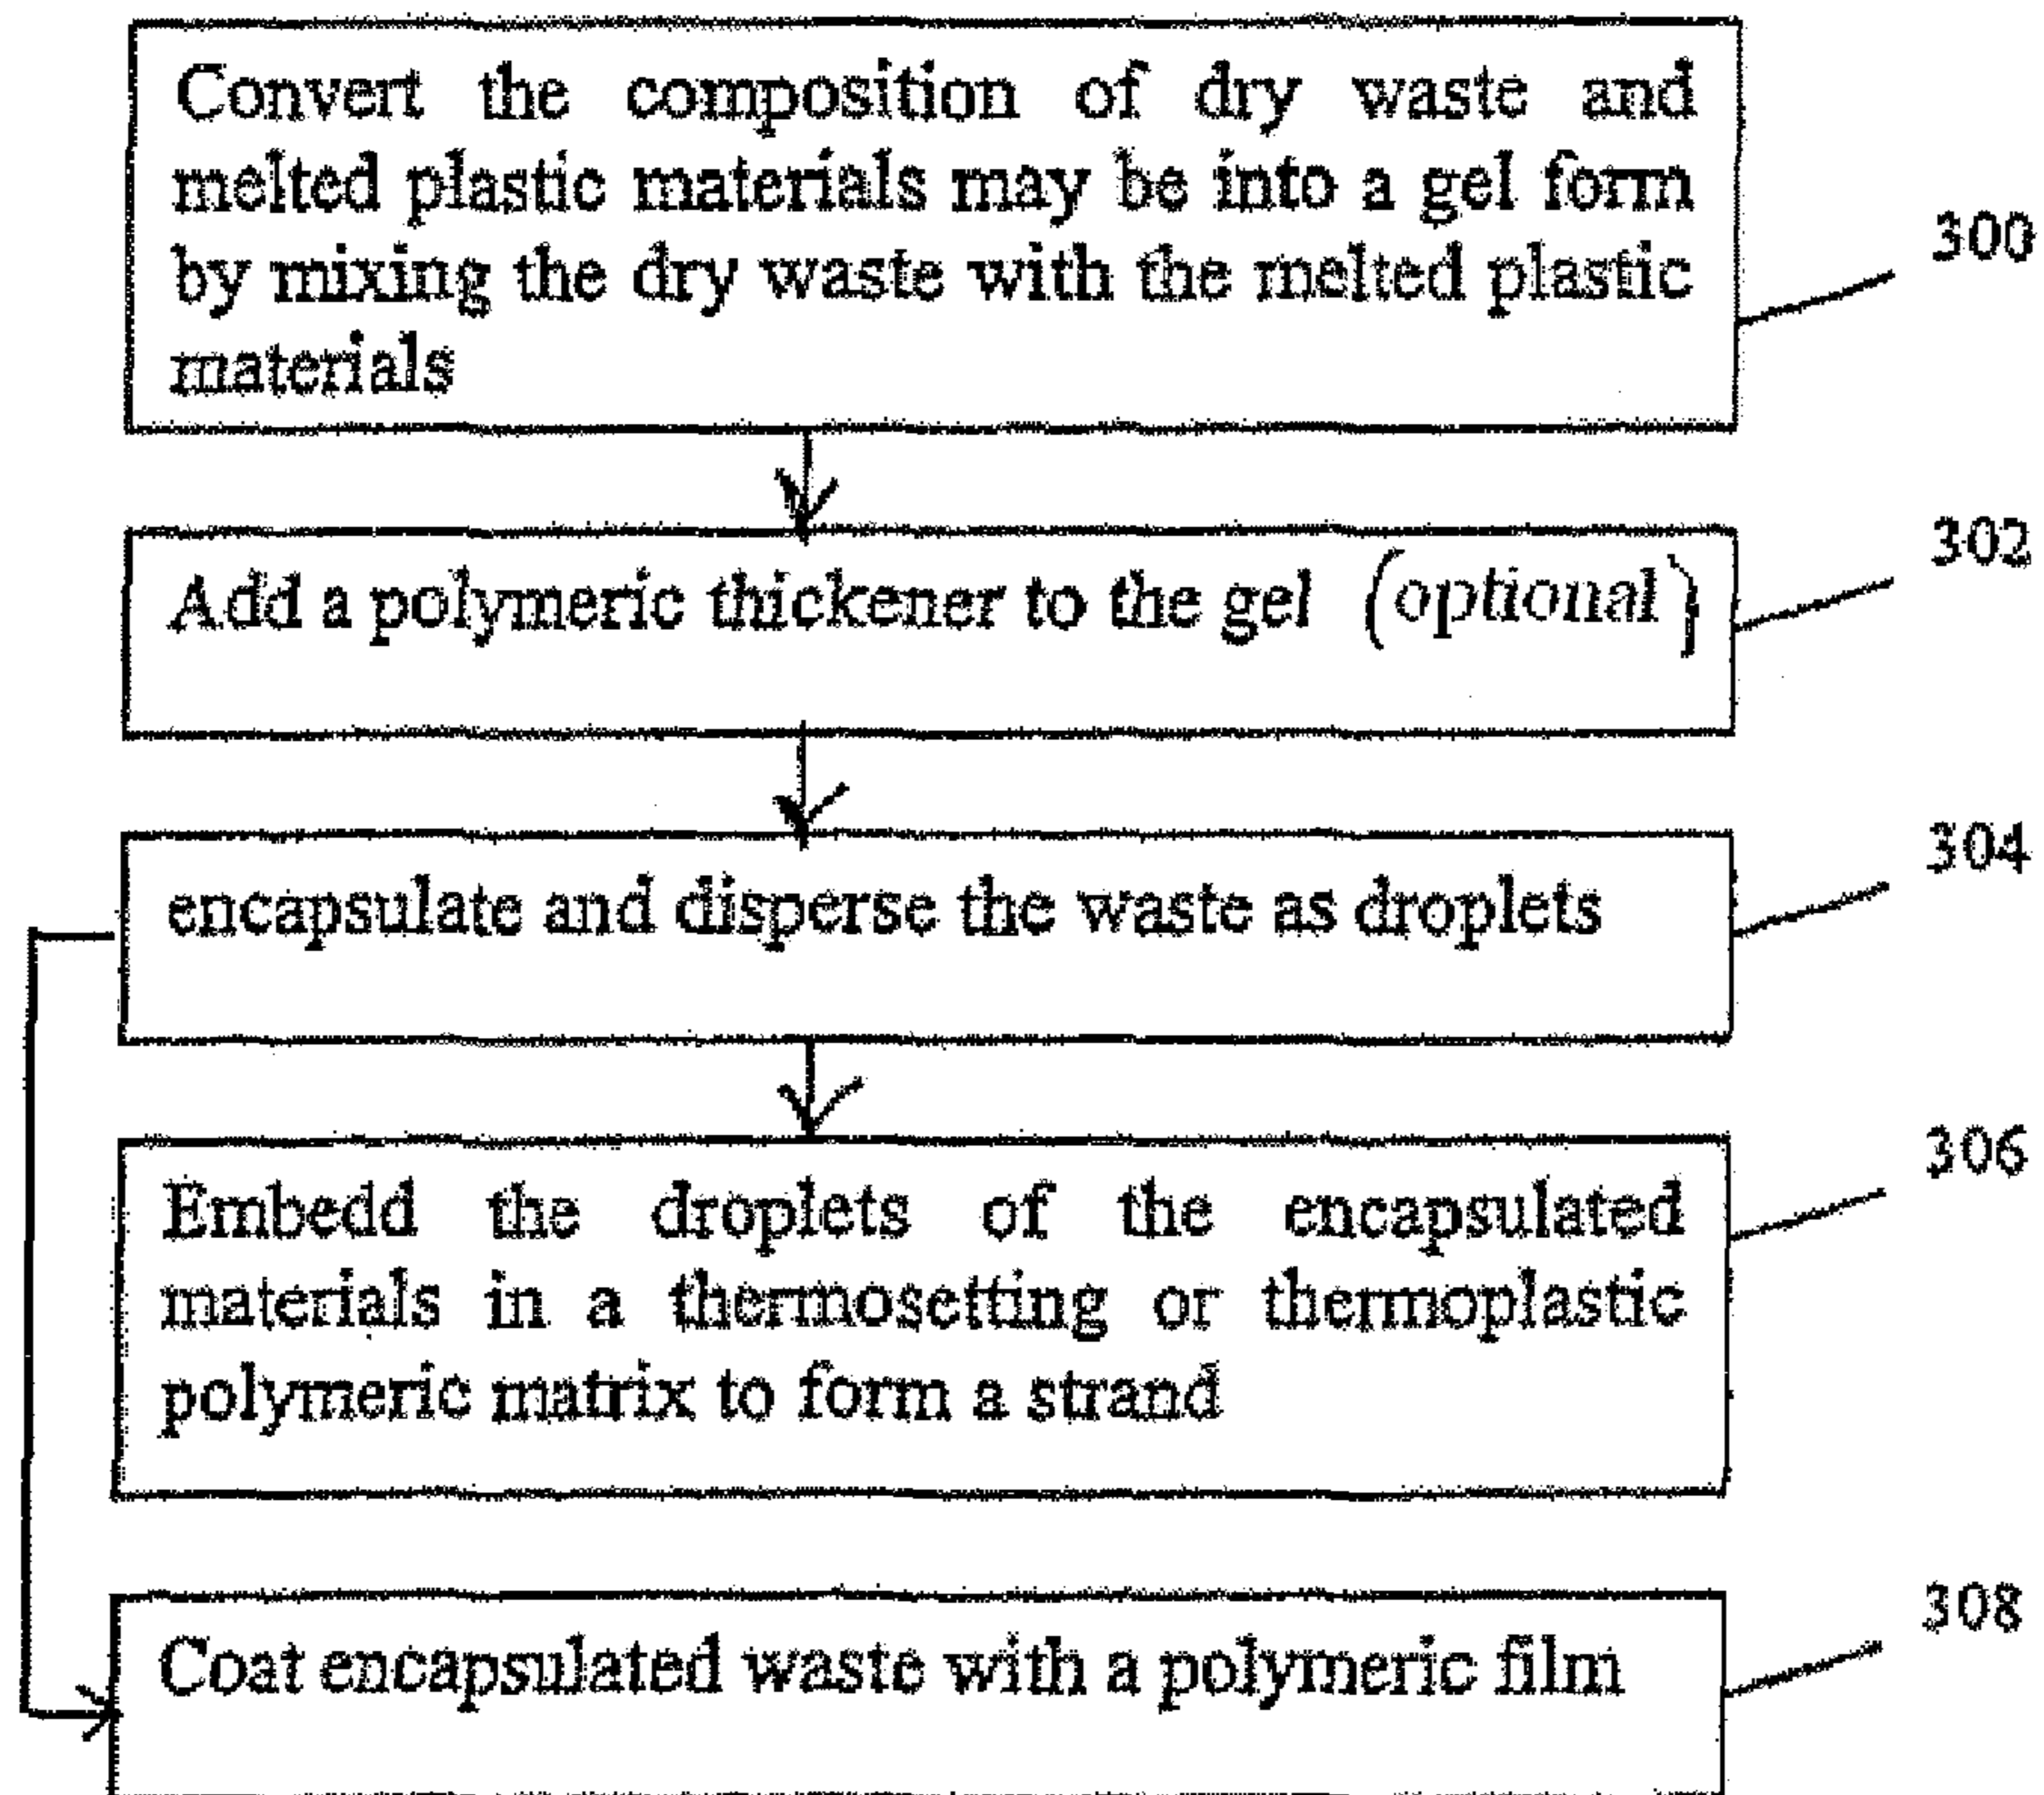 Convert the composition of dry waste and
melted plastic materials may be into a gel form
by mixing the dry waste with the melted plastic
materials
300
Add a polymeric thickener to the gel (optional)
302
encapsulate and disperse the waste as droplets
304
Embedd the droplets of the encapsulated
materials in a thermosetting or thermoplastic
polymeric matrix to form a strand
306
Coat encapsulated waste with a polymeric film
308